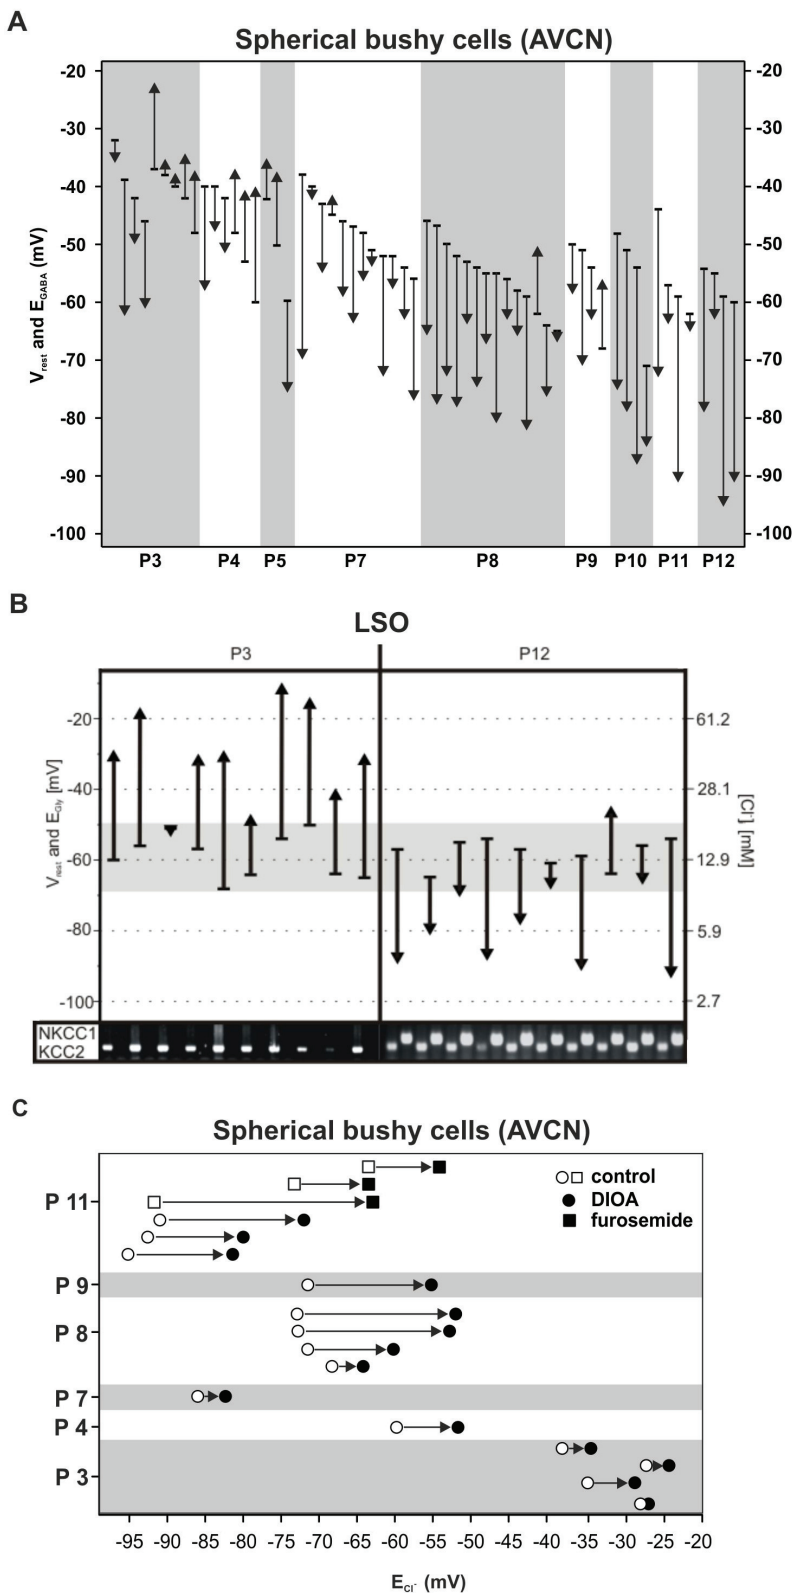 A
Spherical bushy cells (AVCN)
-20
-30
-40
-50
-60
-70
-80
-90
-100
Vrest and EGABA (mV)
-20
-30
-40
-50
-60
-70
-80
-90
-100
P3 P4 P5 P7 P8 P9 P10 P11 P12
B
LSO
P3 P12
-20
-40
-60
-80
-100
Vrest and EGly [mV]
61.2
28.1
12.9
5.9
2.7
[Cl-]i [mM]
NKCC1
KCC2
C
Spherical bushy cells (AVCN)
control
DIOA
furosemide
P 11
P 9
P 8
P 7
P 4
P 3
-95 -90 -85 -80 -75 -70 -65 -60 -55 -50 -45 -40 -35 -30 -25 -20
ECl- (mV)